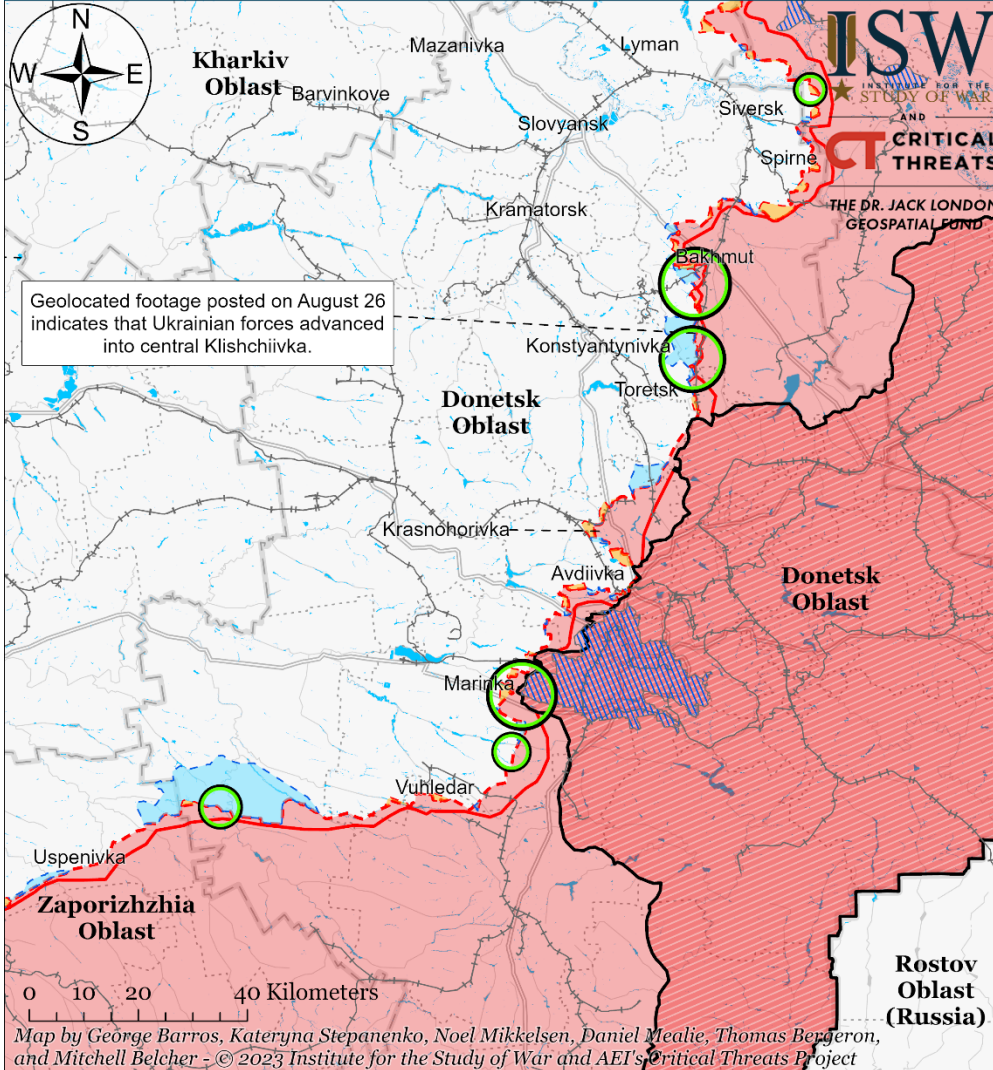 N
W
E
S
Kharkiv
Oblast
Mazanivka
Lyman
Barvinkove
Slovyansk
Siversk
Spirne
Kramatorsk
ISW
INSTITUTE FOR THE
STUDY OF WAR
AND
CT CRITICAL
THREATS
THE DR. JACK LONDON
GEOSPATIAL FUND
Bakhmut
Geolocated footage posted on August 26
indicates that Ukrainian forces advanced
into central Klishchiivka.
Konstyantynivka
Toretsk
Donetsk
Oblast
Krasnohorivka
Avdiivka
Donetsk
Oblast
Marinka
Vuhledar
Uspenivka
Zaporizhzhia
Oblast
Rostov
Oblast
(Russia)
0 10 20 40 Kilometers
Map by George Barros, Kateryna Stepanenko, Noel Mikkelsen, Daniel Mealie, Thomas Bergeron,
and Mitchell Belcher - © 2023 Institute for the Study of War and AEI's Critical Threats Project